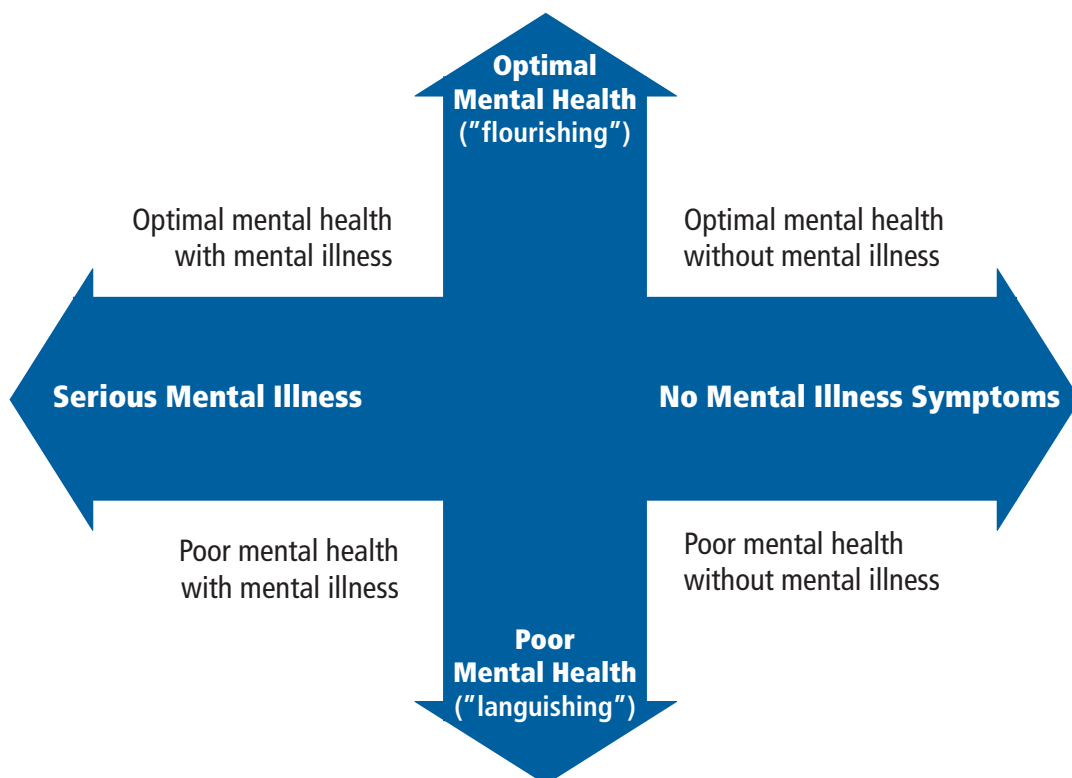 Optimal
Mental Health
("flourishing")
Optimal mental health
with mental illness
Optimal mental health
without mental illness
Serious Mental Illness
No Mental Illness Symptoms
Poor mental health
with mental illness
Poor mental health
without mental illness
Poor
Mental Health
("languishing")